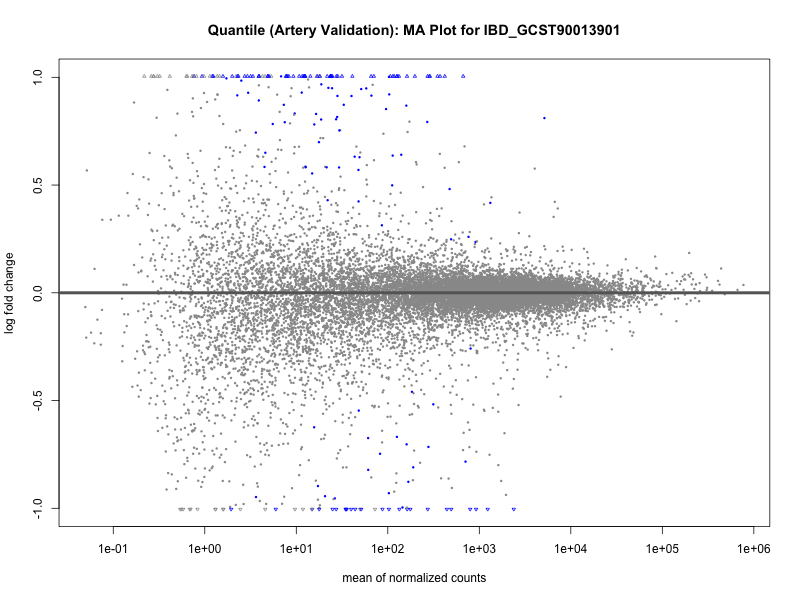 Quantile (Artery Validation): MA Plot for IBD_GCST90013901
log fold change
1.0
0.5
0.0
-0.5
-1.0
1e-01 1e+00 1e+01 1e+02 1e+03 1e+04 1e+05 1e+06
mean of normalized counts